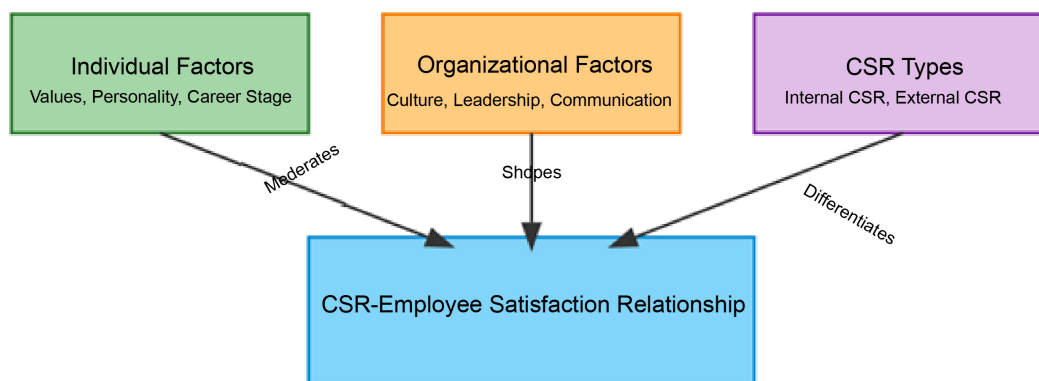 Individual Factors
Values, Personality, Career Stage
Organizational Factors
Culture, Leadership, Communication
CSR Types
Internal CSR, External CSR
Moderates
Shapes
Differentiates
CSR-Employee Satisfaction Relationship